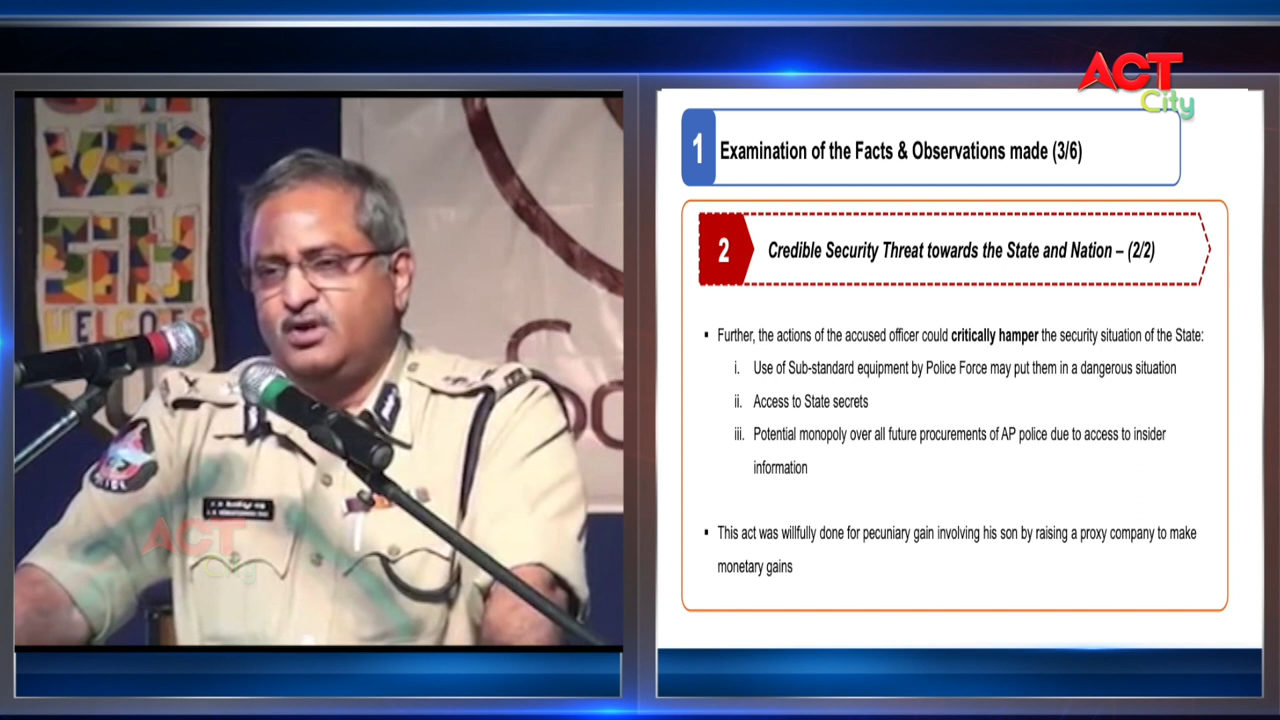 ACT
City
VEK
WELCOMES
POLICE
ACT
City
1
Examination of the Facts & Observations made (3/6)
2
Credible Security Threat towards the State and Nation – (2/2)
▪ Further, the actions of the accused officer could critically hamper the security situation of the State:
i. Use of Sub-standard equipment by Police Force may put them in a dangerous situation
ii. Access to State secrets
iii. Potential monopoly over all future procurements of AP police due to access to insider
information
▪ This act was willfully done for pecuniary gain involving his son by raising a proxy company to make
monetary gains